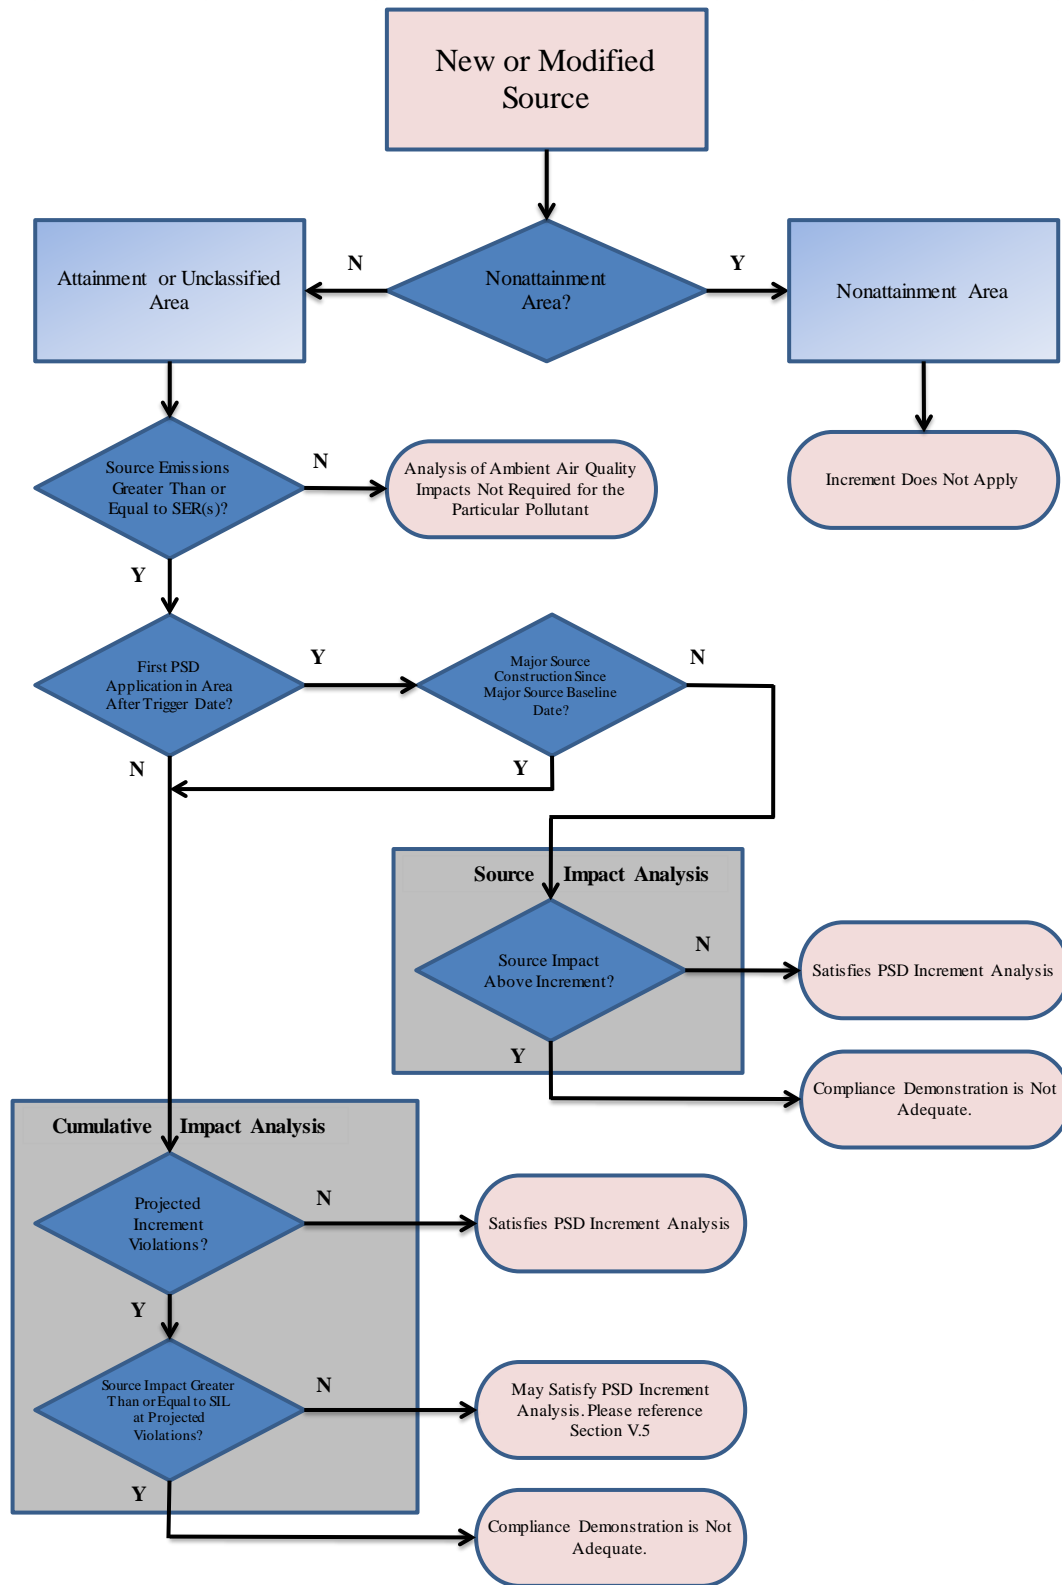 New or Modified
Source
N
Y
Attainment or Unclassified
Area
Nonattainment
Area?
Nonattainment Area
Source Emissions
Greater Than or
Equal to SER(s)?
N
Analysis of Ambient Air Quality
Impacts Not Required for the
Particular Pollutant
Increment Does Not Apply
Y
First PSD
Application in Area
After Trigger Date?
Y
Major Source
Construction Since
Major Source Baseline
Date?
N
N
Y
Source Impact Analysis
Source Impact
Above Increment?
N
Satisfies PSD Increment Analysis
Y
Compliance Demonstration is Not
Adequate.
Cumulative Impact Analysis
Projected
Increment
Violations?
N
Satisfies PSD Increment Analysis
Y
Source Impact Greater
Than or Equal to SIL
at Projected
Violations?
N
May Satisfy PSD Increment
Analysis. Please reference
Section V.5
Y
Compliance Demonstration is Not
Adequate.